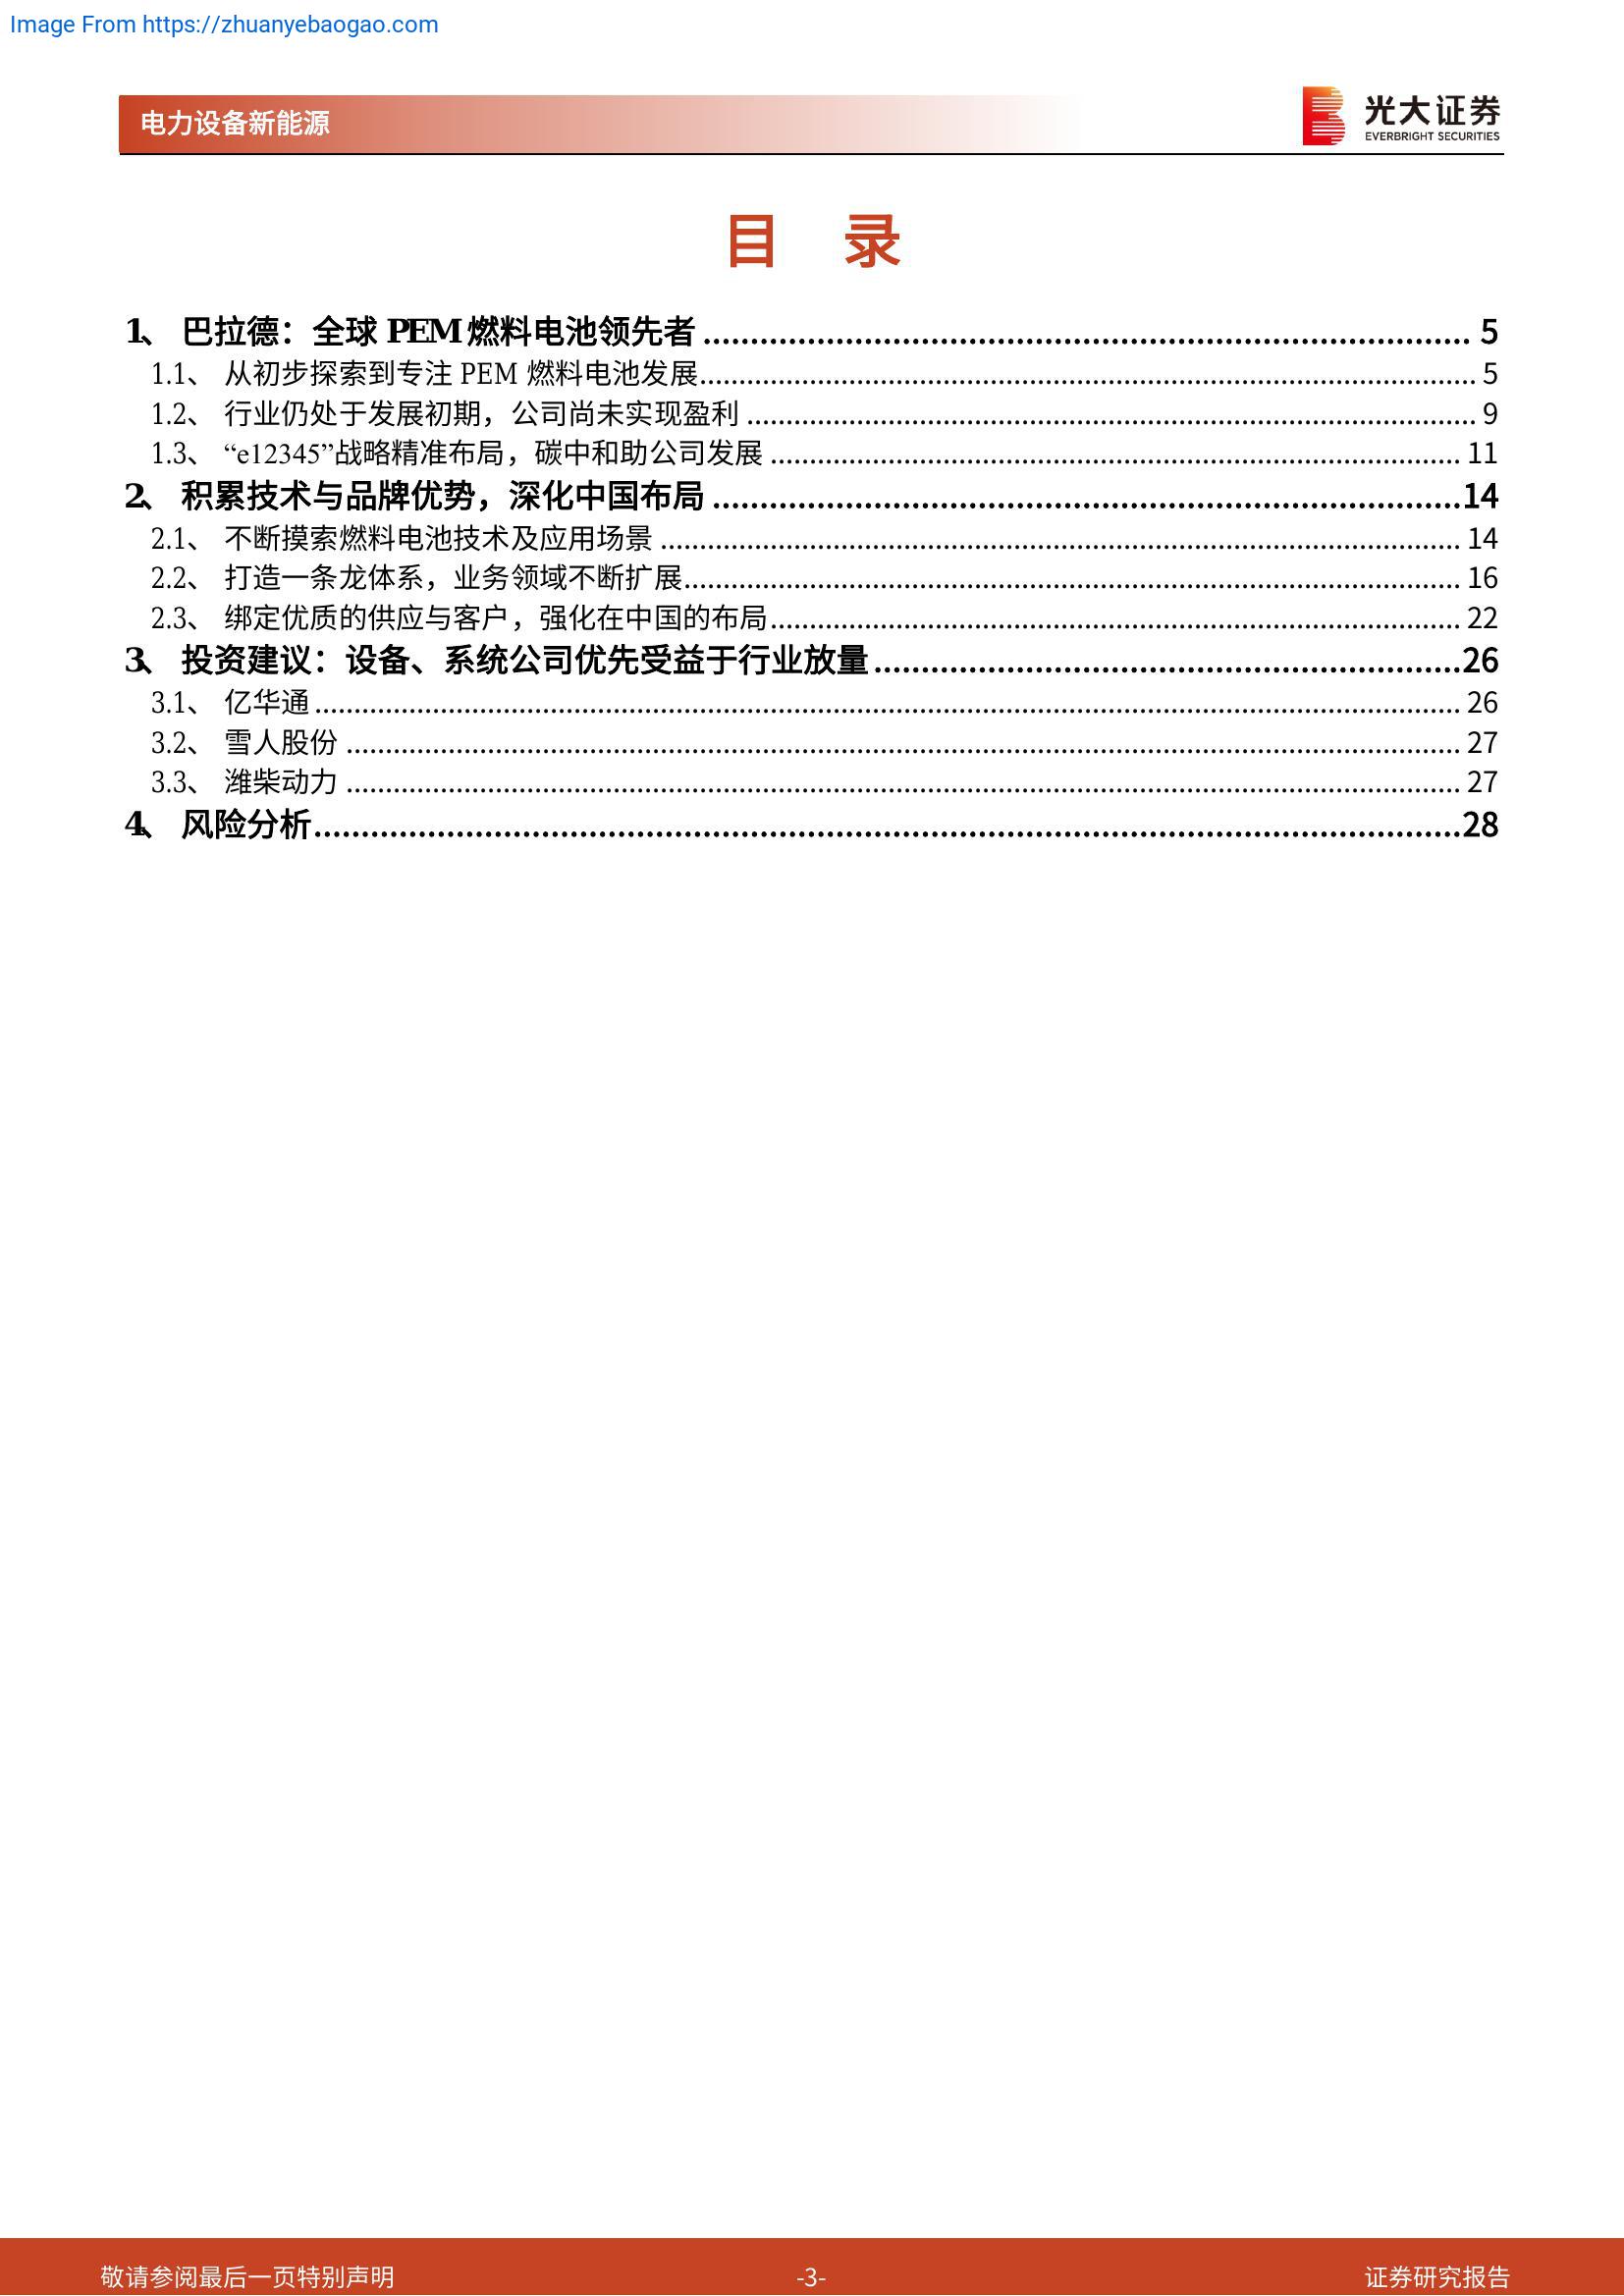 Image From https://zhuanyebaogao.com
电力设备新能源
光大证券
EVERBRIGHT SECURITIES
目 录
1、 巴拉德：全球 PEM 燃料电池领先者 ........ 5
1.1、 从初步探索到专注 PEM 燃料电池发展 ........ 5
1.2、 行业仍处于发展初期，公司尚未实现盈利 ........ 9
1.3、 “e12345”战略精准布局，碳中和助公司发展 ........ 11
2、 积累技术与品牌优势，深化中国布局 ........ 14
2.1、 不断摸索燃料电池技术及应用场景 ........ 14
2.2、 打造一条龙体系，业务领域不断扩展 ........ 16
2.3、 绑定优质的供应与客户，强化在中国的布局 ........ 22
3、 投资建议：设备、系统公司优先受益于行业放量 ........ 26
3.1、 亿华通 ........ 26
3.2、 雪人股份 ........ 27
3.3、 潍柴动力 ........ 27
4、 风险分析 ........ 28
敬请参阅最后一页特别声明 -3- 证券研究报告